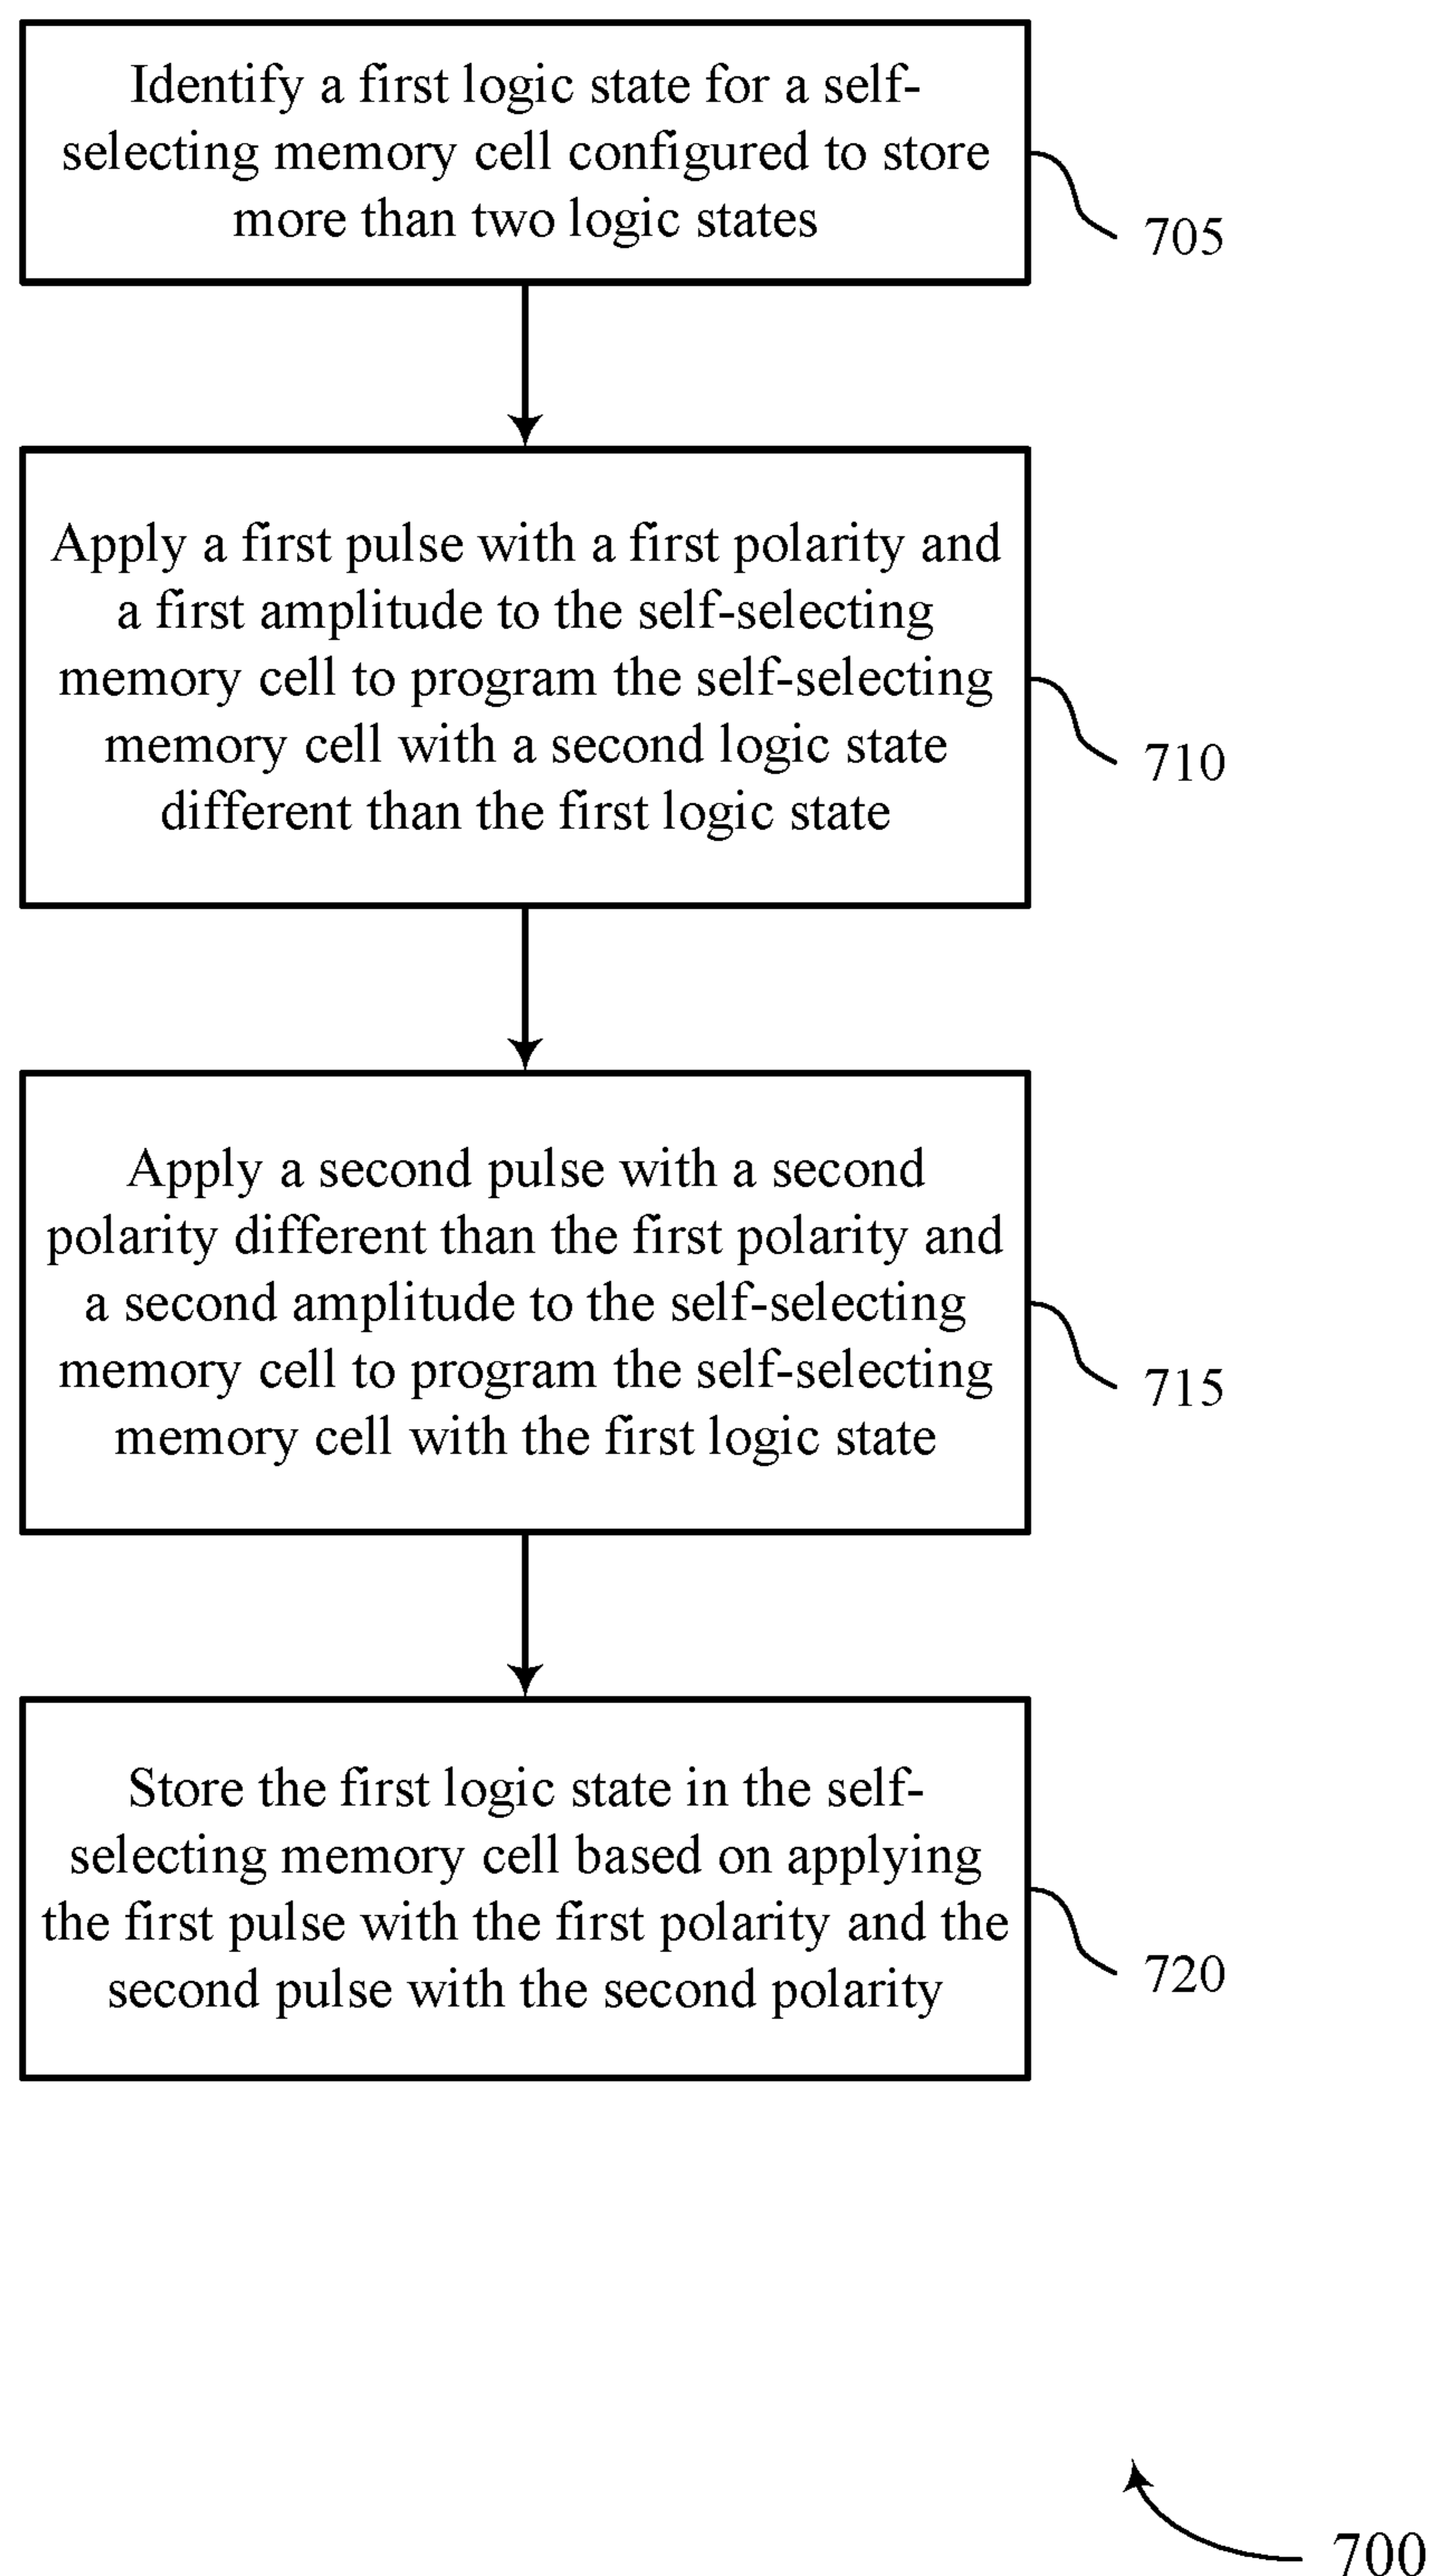 Identify a first logic state for a self-
selecting memory cell configured to store
more than two logic states
705
Apply a first pulse with a first polarity and
a first amplitude to the self-selecting
memory cell to program the self-selecting
memory cell with a second logic state
different than the first logic state
710
Apply a second pulse with a second
polarity different than the first polarity and
a second amplitude to the self-selecting
memory cell to program the self-selecting
memory cell with the first logic state
715
Store the first logic state in the self-
selecting memory cell based on applying
the first pulse with the first polarity and the
second pulse with the second polarity
720
700